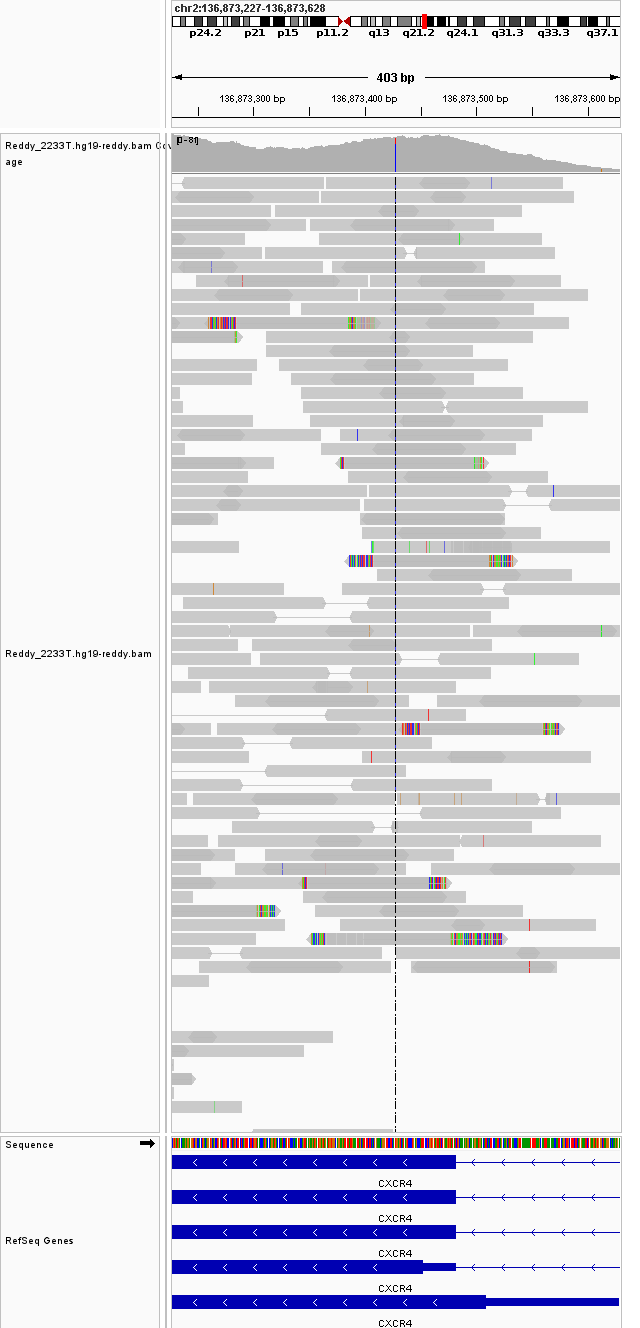 chr2:136,873,227-136,873,628
p24.2 p21 p15 p11.2 q13 q21.2 q24.1 q31.3 q33.3 q37.1
403 bp
136,873,300 bp 136,873,400 bp 136,873,500 bp 136,873,600 bp
[0-81]
Reddy_2233T.hg19-reddy.bam Cov
age
Reddy_2233T.hg19-reddy.bam
Sequence
CXCR4
CXCR4
RefSeq Genes
CXCR4
CXCR4
CXCR4